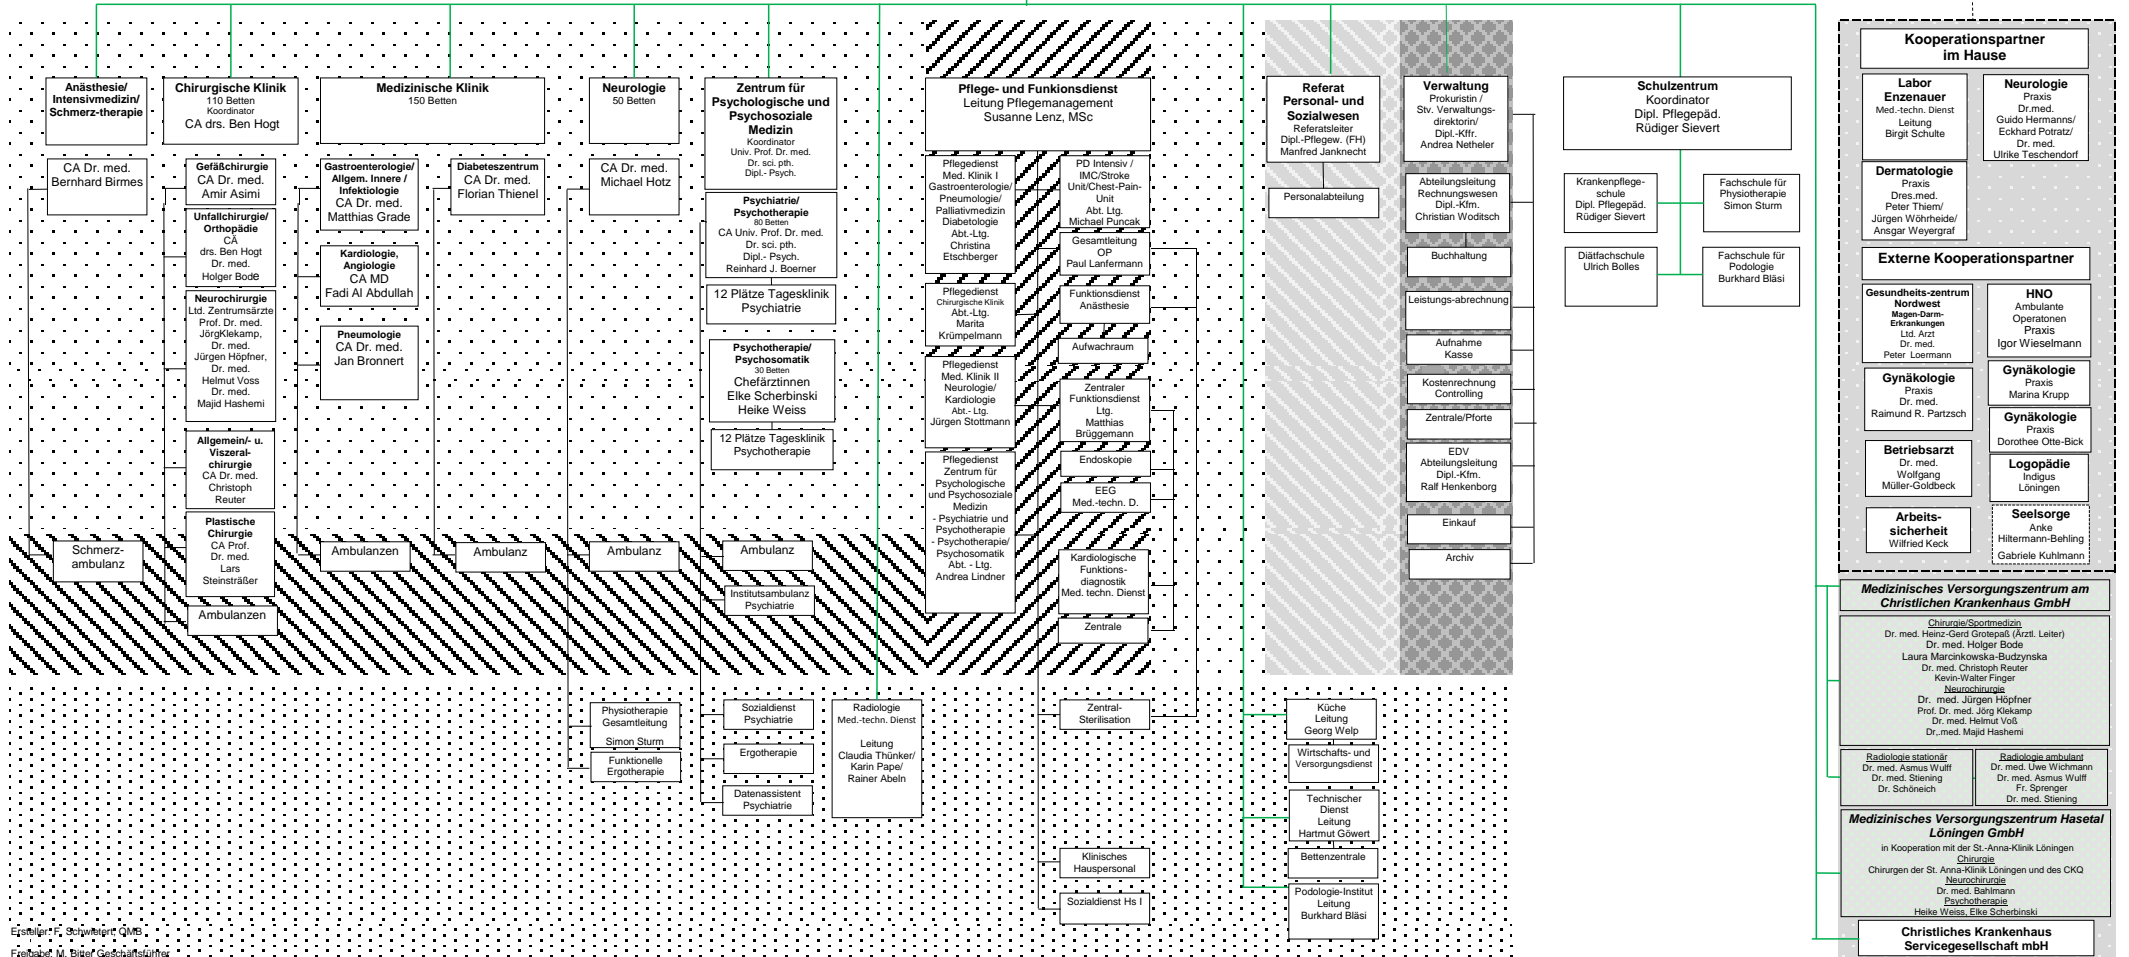 Anästhesie/
Intensivmedizin/
Schmerz-therapie
CA Dr. med.
Bernhard Birmes
Schmerz-
ambulanz
Chirurgische Klinik
110 Betten
Koordinator
CA drs. Ben Hogt
Gefäßchirurgie
CA Dr. med.
Amir Asimi
Unfallchirurgie/
Orthopädie
CÄ
drs. Ben Hogt
Dr. med.
Holger Bode
Neurochirurgie
Ltd. Zentrumsärzte
Prof. Dr. med.
JörgKlekamp,
Dr. med.
Jürgen Höpfner,
Dr. med.
Helmut Voss
Dr. med.
Majid Hashemi
Allgemein/- u.
Viszeral-
chirurgie
CA Dr. med.
Christoph
Reuter
Plastische
Chirurgie
CA Prof.
Dr. med.
Lars
Steinsträßer
Ambulanzen
Medizinische Klinik
150 Betten
Gastroenterologie/
Allgem. Innere /
Infektiologie
CA Dr. med.
Matthias Grade
Kardiologie,
Angiologie
CA MD
Fadi Al Abdullah
Pneumologie
CA Dr. med.
Jan Bronnert
Ambulanzen
Diabeteszentrum
CA Dr. med.
Florian Thienel
Ambulanz
Neurologie
50 Betten
CA Dr. med.
Michael Hotz
Ambulanz
Physiotherapie
Gesamtleitung
Simon Sturm
Funktionelle
Ergotherapie
Zentrum für
Psychologische und
Psychosoziale
Medizin
Koordinator
Univ. Prof. Dr. med.
Dr. sci. pth.
Dipl.- Psych.
Psychiatrie/
Psychotherapie
80 Betten
CA Univ. Prof. Dr. med.
Dr. sci. pth.
Dipl.- Psych.
Reinhard J. Boerner
12 Plätze Tagesklinik
Psychiatrie
Psychotherapie/
Psychosomatik
30 Betten
Chefärztinnen
Elke Scherbinski
Heike Weiss
12 Plätze Tagesklinik
Psychotherapie
Ambulanz
Institutsambulanz
Psychiatrie
Sozialdienst
Psychiatrie
Ergotherapie
Datenassistent
Psychiatrie
Radiologie
Med.-techn. Dienst
Leitung
Claudia Thünker/
Karin Pape/
Rainer Abeln
Pflege- und Funkionsdienst
Leitung Pflegemanagement
Susanne Lenz, MSc
Pflegedienst
Med. Klinik I
Gastroenterologie/
Pneumologie/
Palliativmedizin
Diabetologie
Abt.-Ltg.
Christina
Etschberger
Pflegedienst
Chirurgische Klinik
Abt.-Ltg.
Marita
Krümpelmann
Pflegedienst
Med. Klinik II
Neurologie/
Kardiologie
Abt.- Ltg.
Jürgen Stottmann
Pflegedienst
Zentrum für
Psychologische
und Psychosoziale
Medizin
- Psychiatrie und
Psychotherapie
- Psychotherapie/
Psychosomatik
Abt. - Ltg.
Andrea Lindner
PD Intensiv /
IMC/Stroke
Unit/Chest-Pain-
Unit
Abt. Ltg.
Michael Puncak
Gesamtleitung
OP
Paul Lanfermann
Funktionsdienst
Anästhesie
Aufwachraum
Zentraler
Funktionsdienst
Ltg.
Matthias
Brüggemann
Endoskopie
EEG
Med.-techn. D.
Kardiologische
Funktions-
diagnostik
Med. techn. Dienst
Zentrale
Zentral-
Sterilisation
Klinisches
Hauspersonal
Sozialdienst Hs I
Referat
Personal- und
Sozialwesen
Referatsleiter
Dipl.-Pflegew. (FH)
Manfred Janknecht
Personalabteilung
Küche
Leitung
Georg Welp
Wirtschafts- und
Versorgungsdienst
Technischer
Dienst
Leitung
Hartmut Göwert
Bettenzentrale
Podologie-Institut
Leitung
Burkhard Bläsi
Verwaltung
Prokuristin /
Stv. Verwaltungs-
direktorin/
Dipl.-Kffr.
Andrea Netheler
Abteilungsleitung
Rechnungswesen
Dipl.-Kfm.
Christian Woditsch
Buchhaltung
Leistungs-abrechnung
Aufnahme
Kasse
Kostenrechnung
Controlling
Zentrale/Pforte
EDV
Abteilungsleitung
Dipl.-Kfm.
Ralf Henkenborg
Einkauf
Archiv
Schulzentrum
Koordinator
Dipl. Pflegepäd.
Rüdiger Sievert
Krankenpflege-
schule
Dipl. Pflegepäd.
Rüdiger Sievert
Fachschule für
Physiotherapie
Simon Sturm
Diätfachschule
Ulrich Bolles
Fachschule für
Podologie
Burkhard Bläsi
Kooperationspartner
im Hause
Labor
Enzenauer
Med.-techn. Dienst
Leitung
Birgit Schulte
Neurologie
Praxis
Dr.med.
Guido Hermanns/
Eckhard Potratz/
Dr. med.
Ulrike Teschendorf
Dermatologie
Praxis
Dres.med.
Peter Thiem/
Jürgen Wöhrheide/
Ansgar Weyergraf
Externe Kooperationspartner
Gesundheits-zentrum
Nordwest
Magen-Darm-
Erkrankungen
Ltd. Arzt
Dr. med.
Peter Loermann
HNO
Ambulante
Operatonen
Praxis
Igor Wieselmann
Gynäkologie
Praxis
Dr. med.
Raimund R. Partzsch
Gynäkologie
Praxis
Marina Krupp
Gynäkologie
Praxis
Dorothee Otte-Bick
Betriebsarzt
Dr. med.
Wolfgang
Müller-Goldbeck
Logopädie
Indigus
Löningen
Arbeits-
sicherheit
Wilfried Keck
Seelsorge
Anke
Hiltermann-Behling
Gabriele Kuhlmann
Medizinisches Versorgungszentrum am
Christlichen Krankenhaus GmbH
Chirurgie/Sportmedizin
Dr. med. Heinz-Gerd Grotepaß (Ärztl. Leiter)
Dr. med. Holger Bode
Laura Marcinkowska-Budzynska
Dr. med. Christoph Reuter
Kevin-Walter Finger
Neurochirurgie
Dr. med. Jürgen Höpfner
Prof. Dr. med. Jörg Klekamp
Dr. med. Helmut Voß
Dr,.med. Majid Hashemi
Radiologie stationär
Dr. med. Asmus Wulff
Dr. med. Stiening
Dr. Schöneich
Radiologie ambulant
Dr. med. Uwe Wichmann
Dr. med. Asmus Wulff
Fr. Sprenger
Dr. med. Stiening
Medizinisches Versorgungszentrum Hasetal
Löningen GmbH
in Kooperation mit der St.-Anna-Klinik Löningen
Chirurgie
Chirurgen der St. Anna-Klinik Löningen und des CKQ
Neurochirurgie
Dr. med. Bahlmann
Psychotherapie
Heike Weiss, Elke Scherbinski
Christliches Krankenhaus
Servicegesellschaft mbH
Ersteller: F. Schwietert, QMB
Freigabe: M. Bitter Geschäftsführer